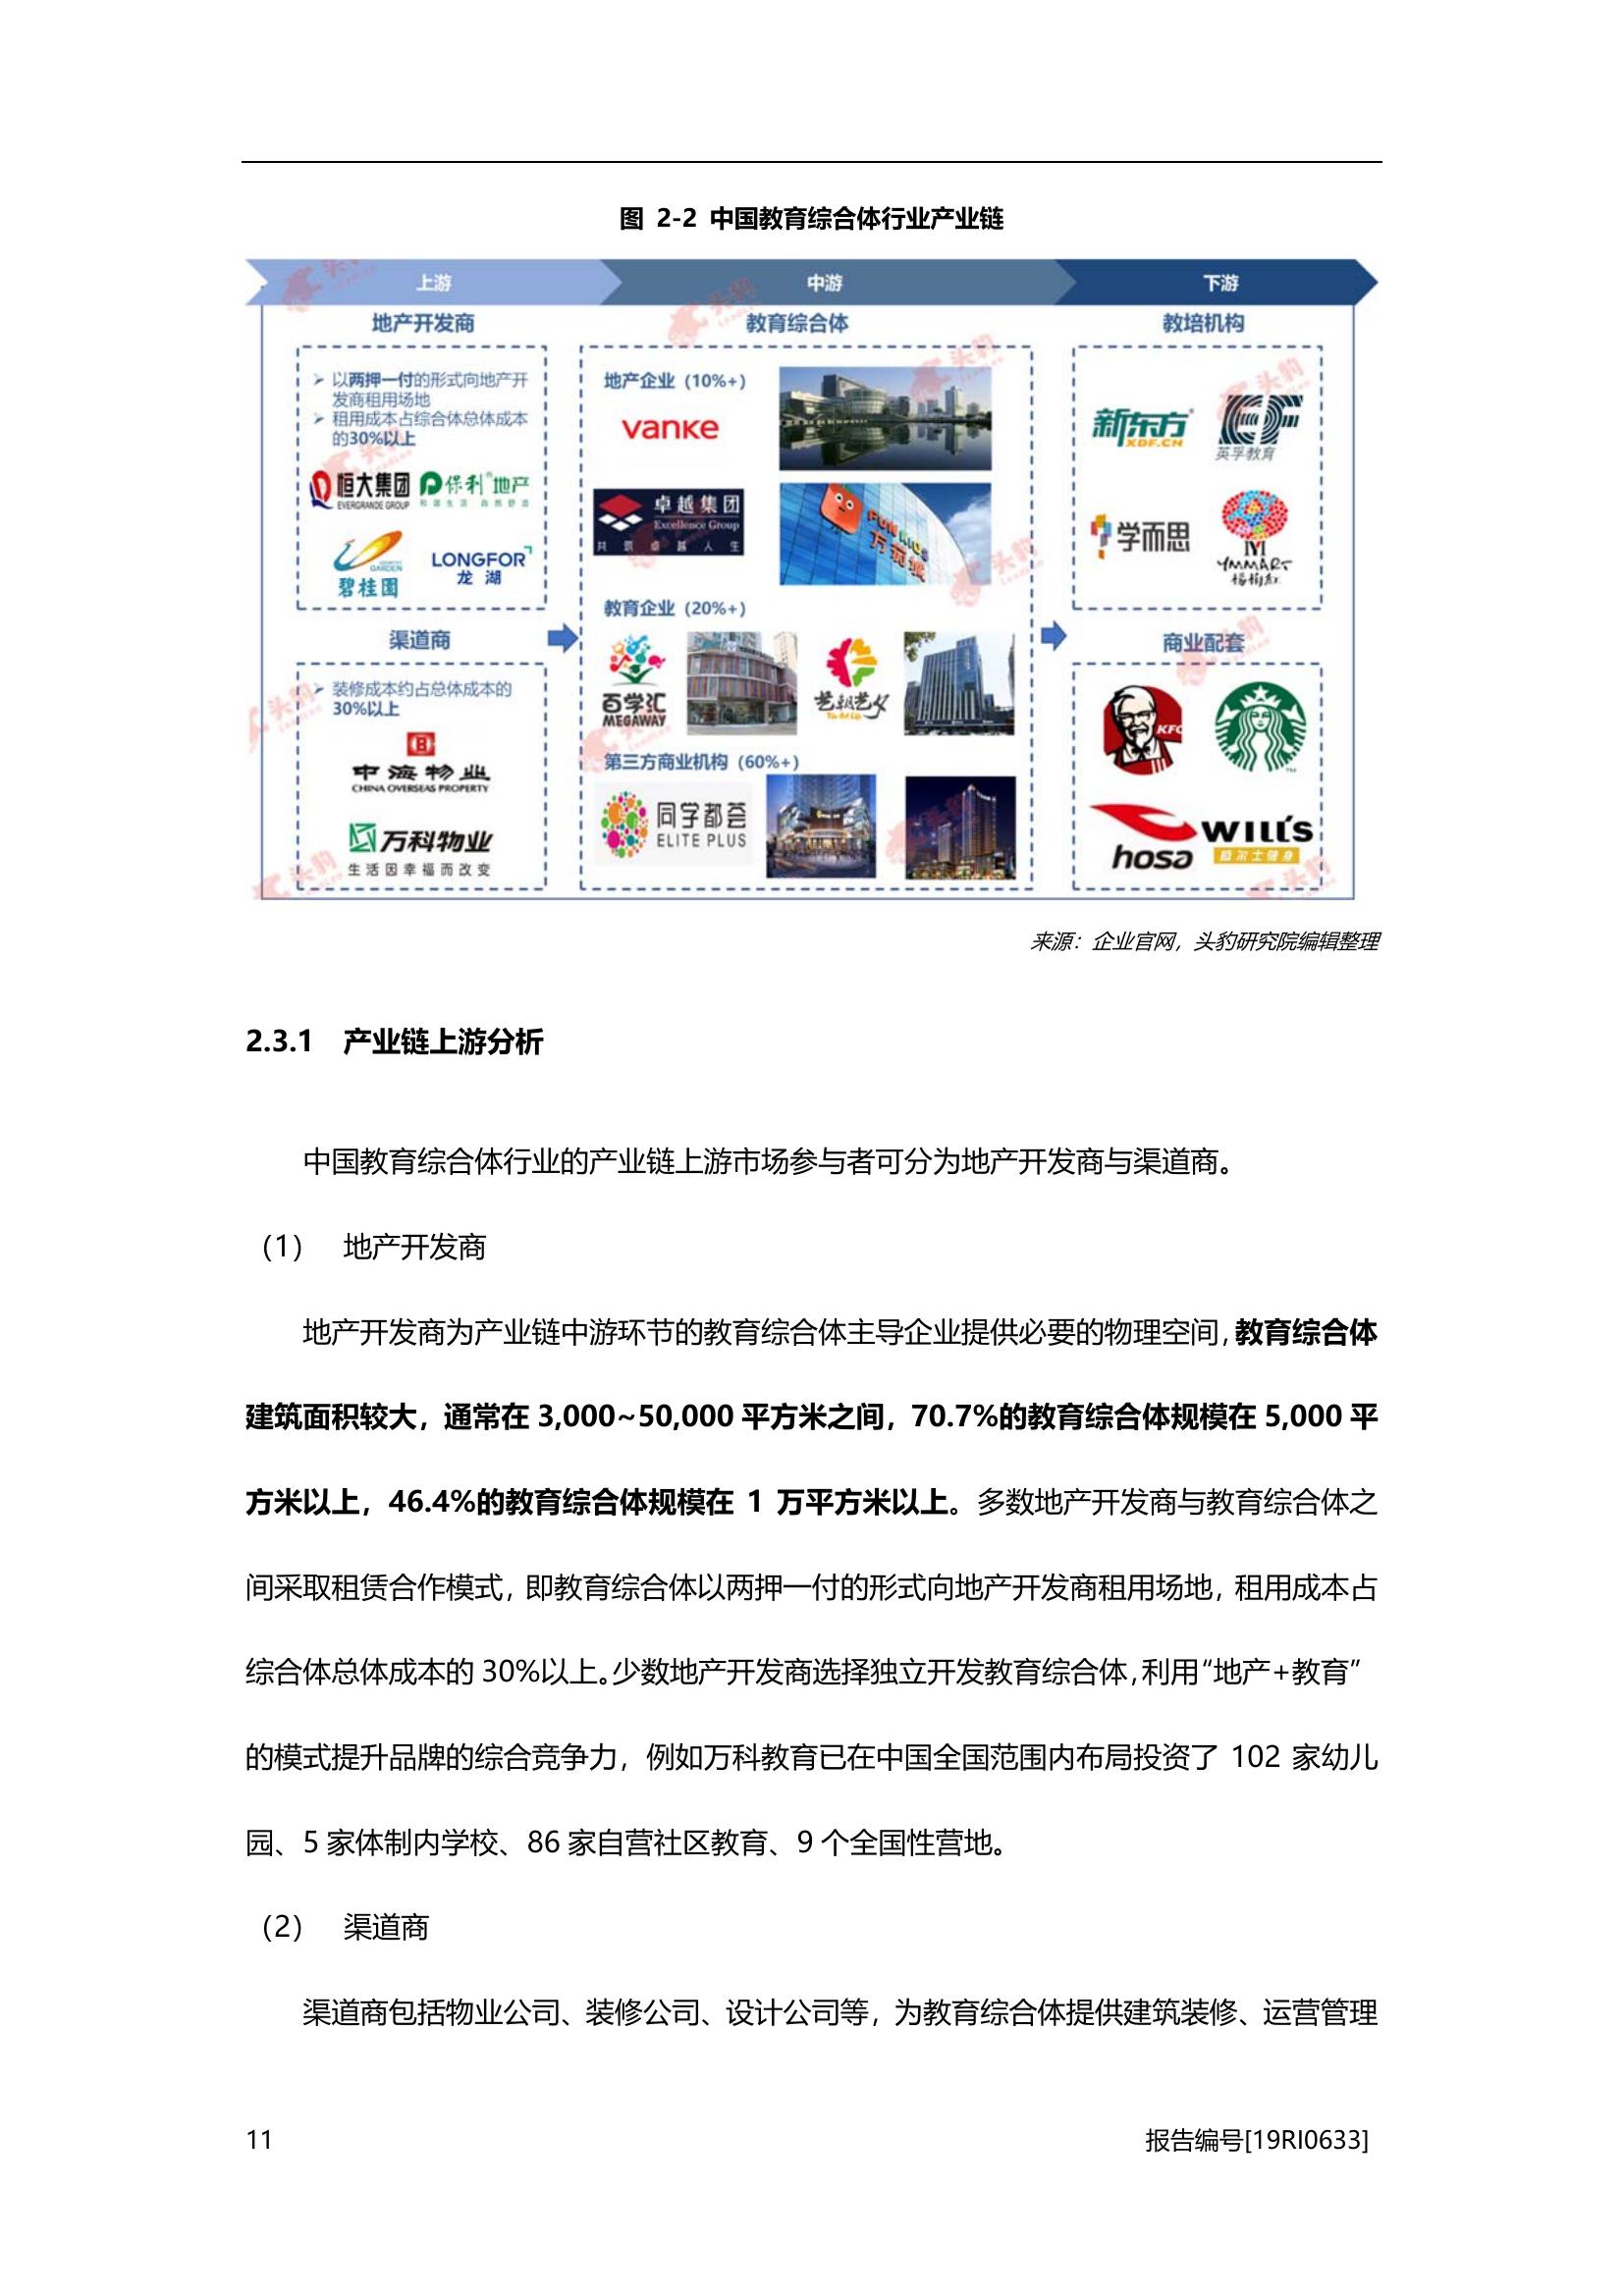 图 2-2 中国教育综合体行业产业链
上游
中游
下游
地产开发商
以两押一付的形式向地产开
发商租用场地
租用成本占综合体总体成本
的30%以上
恒大集团
EVERGRANDE GROUP
保利地产
碧桂园
GARDEN
LONGFOR
龙湖
渠道商
装修成本约占总体成本的
30%以上
中海物业
CHINA OVERSEAS PROPERTY
万科物业
生活因幸福而改变
教育综合体
地产企业（10%+）
vanke
卓越集团
Excellence Group
共筑卓越人生
FUNKIDS
万荟城
教育企业（20%+）
百学汇
MEGAWAY
第三方商业机构（60%+）
同学都荟
ELITE PLUS
教培机构
新东方
XDF.CN
EF
英孚教育
学而思
YMMART
杨梅红
商业配套
KFC
hosa
WILL'S
威尔士健身
头豹
来源：企业官网，头豹研究院编辑整理
2.3.1 产业链上游分析
中国教育综合体行业的产业链上游市场参与者可分为地产开发商与渠道商。
（1） 地产开发商
地产开发商为产业链中游环节的教育综合体主导企业提供必要的物理空间，教育综合体
建筑面积较大，通常在 3,000~50,000 平方米之间，70.7%的教育综合体规模在 5,000 平
方米以上，46.4%的教育综合体规模在 1 万平方米以上。多数地产开发商与教育综合体之
间采取租赁合作模式，即教育综合体以两押一付的形式向地产开发商租用场地，租用成本占
综合体总体成本的 30%以上。少数地产开发商选择独立开发教育综合体，利用“地产+教育”
的模式提升品牌的综合竞争力，例如万科教育已在中国全国范围内布局投资了 102 家幼儿
园、5 家体制内学校、86 家自营社区教育、9 个全国性营地。
（2） 渠道商
渠道商包括物业公司、装修公司、设计公司等，为教育综合体提供建筑装修、运营管理
11
报告编号[19RI0633]